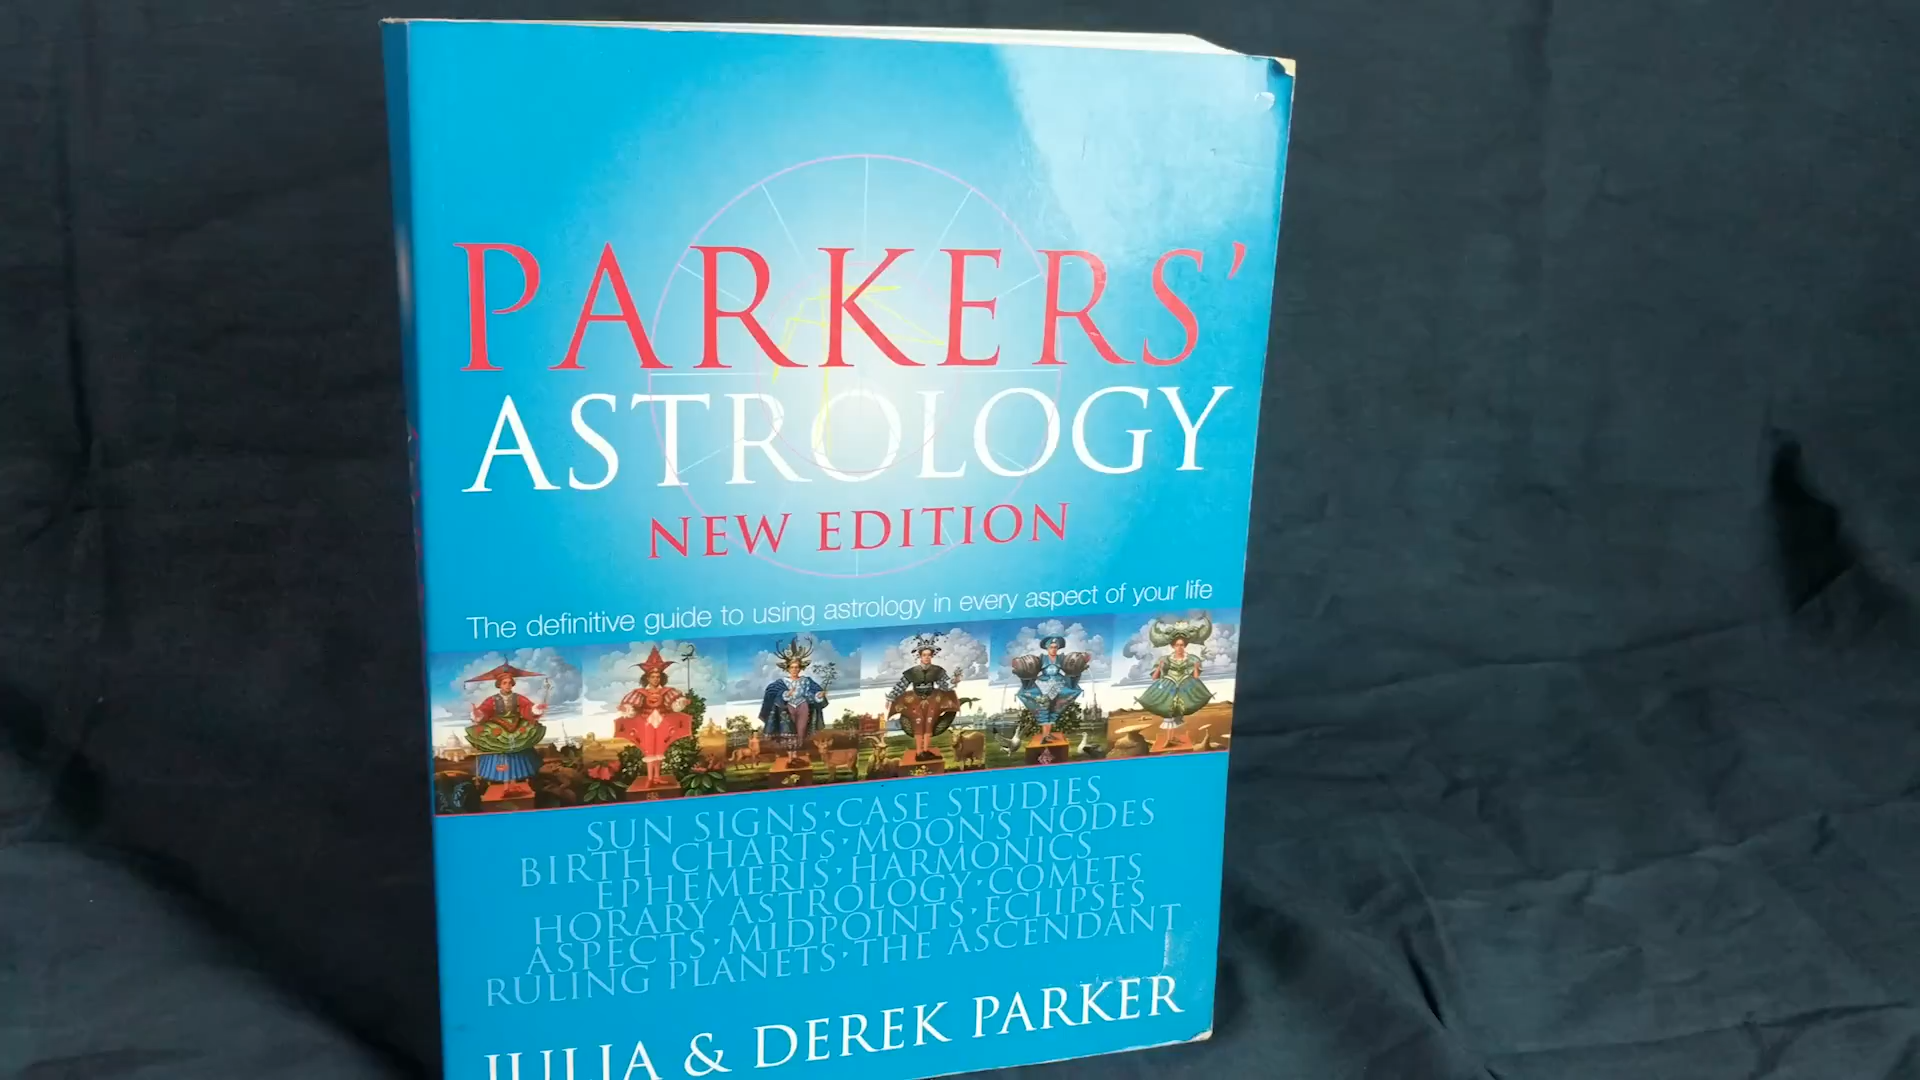 PARKERS'
ASTROLOGY
NEW EDITION
The definitive guide to using astrology in every aspect of your life
SUN SIGNS·CASE STUDIES
BIRTH CHARTS·MOON'S NODES
EPHEMERIS·HARMONICS
HORARY ASTROLOGY·COMETS
ASPECTS·MIDPOINTS·ECLIPSES
RULING PLANETS·THE ASCENDANT
JULIA & DEREK PARKER